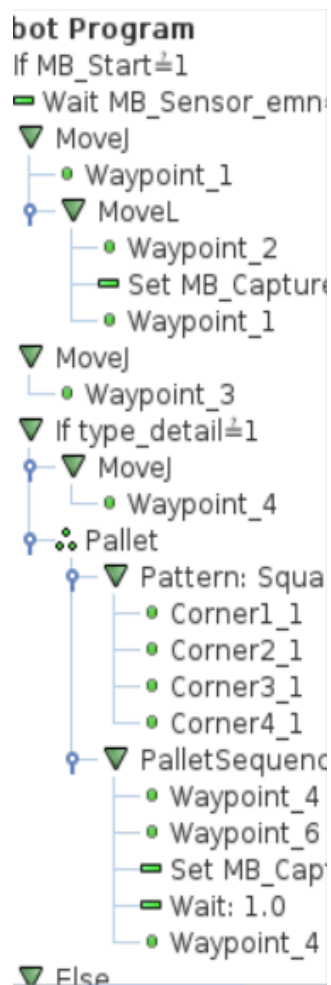 bot Program
If MB_Start≟1
Wait MB_Sensor_emn=
MoveJ
Waypoint_1
MoveL
Waypoint_2
Set MB_Capture
Waypoint_1
MoveJ
Waypoint_3
If type_detail≟1
MoveJ
Waypoint_4
Pallet
Pattern: Squa
Corner1_1
Corner2_1
Corner3_1
Corner4_1
PalletSequenc
Waypoint_4
Waypoint_6
Set MB_Capt
Wait: 1.0
Waypoint_4
Else